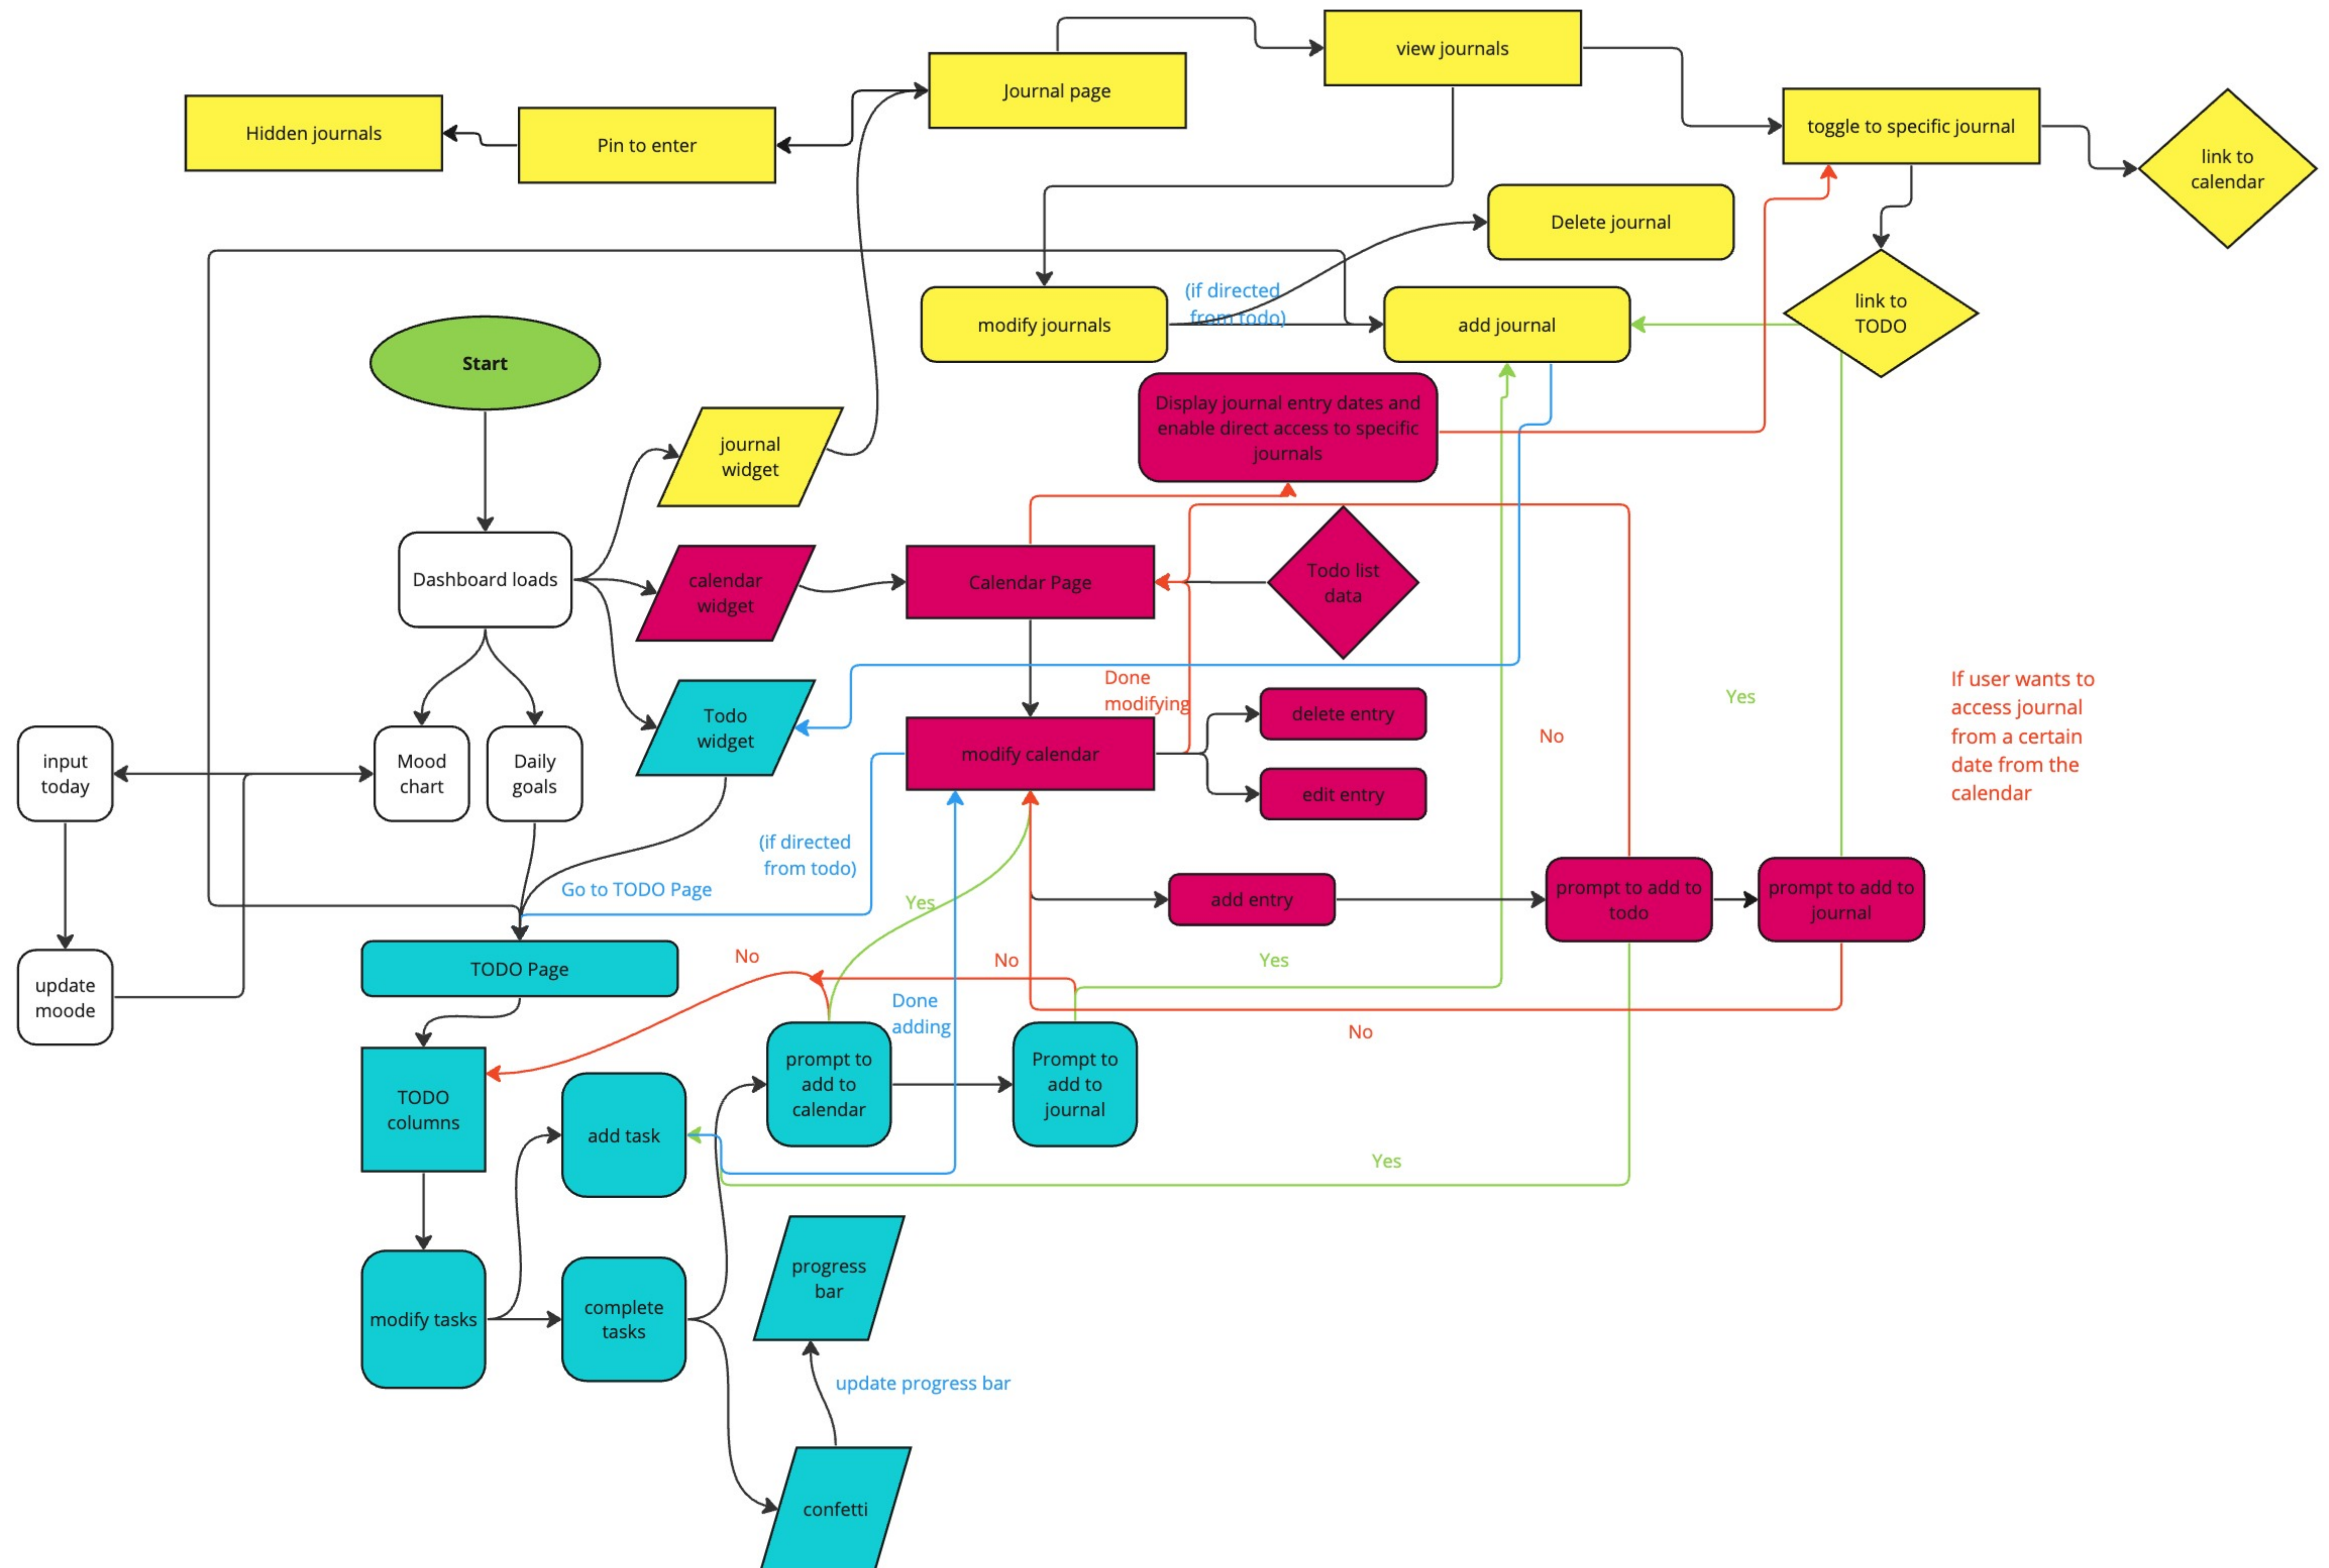 view journals
Journal page
Hidden journals
Pin to enter
toggle to specific journal
link to
calendar
Delete journal
(if directed
from todo)
modify journals
add journal
link to
TODO
Start
Display journal entry dates and
enable direct access to specific
journals
journal
widget
Dashboard loads
calendar
widget
Calendar Page
Todo list
data
Done
modifying
Todo
widget
modify calendar
delete entry
edit entry
No
Yes
If user wants to
access journal
from a certain
date from the
calendar
input
today
Mood
chart
Daily
goals
(if directed
from todo)
Go to TODO Page
Yes
add entry
prompt to add to
todo
prompt to add to
journal
TODO Page
No
No
Yes
update
moode
Done
adding
No
prompt to
add to
calendar
Prompt to
add to
journal
TODO
columns
add task
Yes
progress
bar
modify tasks
complete
tasks
update progress bar
confetti